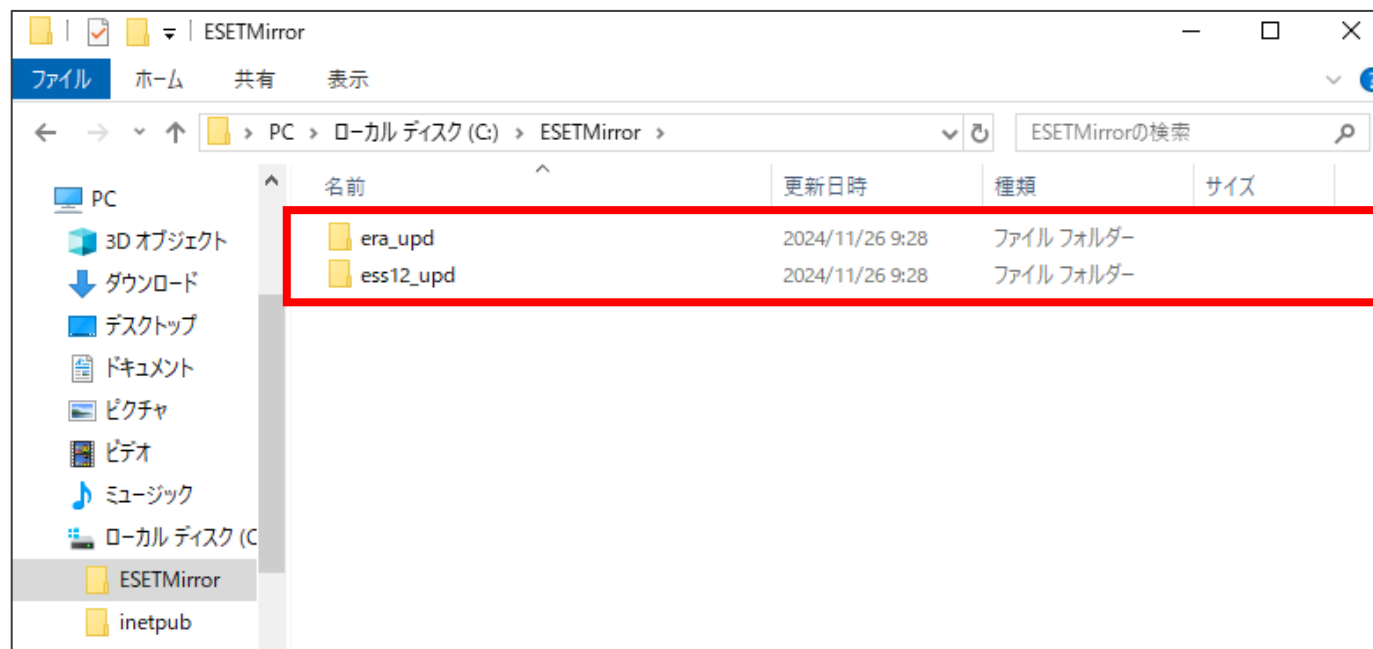 ESETMirror
ファイル ホーム 共有 表示
PC ローカル ディスク (C:) ESETMirror ESETMirrorの検索
名前 更新日時 種類 サイズ
PC
era_upd 2024/11/26 9:28 ファイル フォルダー
3D オブジェクト
ess12_upd 2024/11/26 9:28 ファイル フォルダー
ダウンロード
デスクトップ
ドキュメント
ピクチャ
ビデオ
ミュージック
ローカル ディスク (C
ESETMirror
inetpub